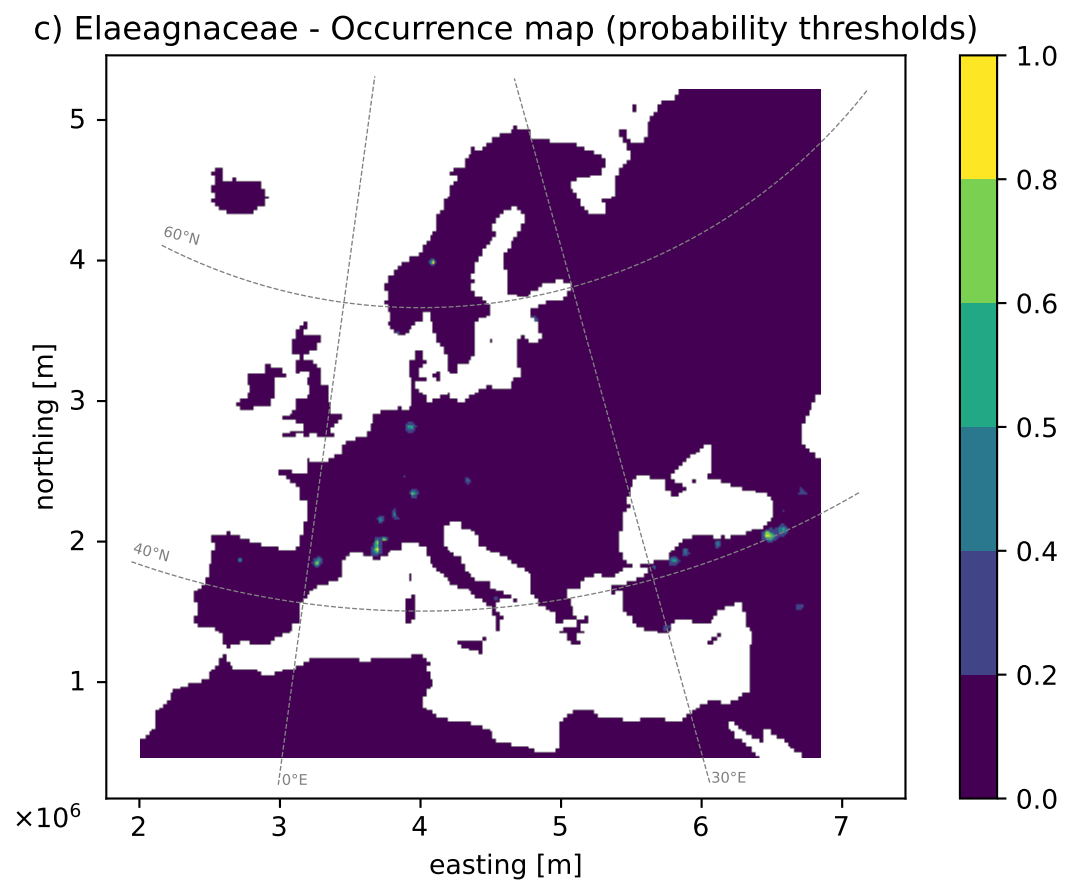 c) Elaeagnaceae - Occurrence map (probability thresholds)
northing [m]
5
4
3
2
1
60°N
40°N
0°E
30°E
×10⁶
2 3 4 5 6 7
easting [m]
1.0
0.8
0.6
0.5
0.4
0.2
0.0